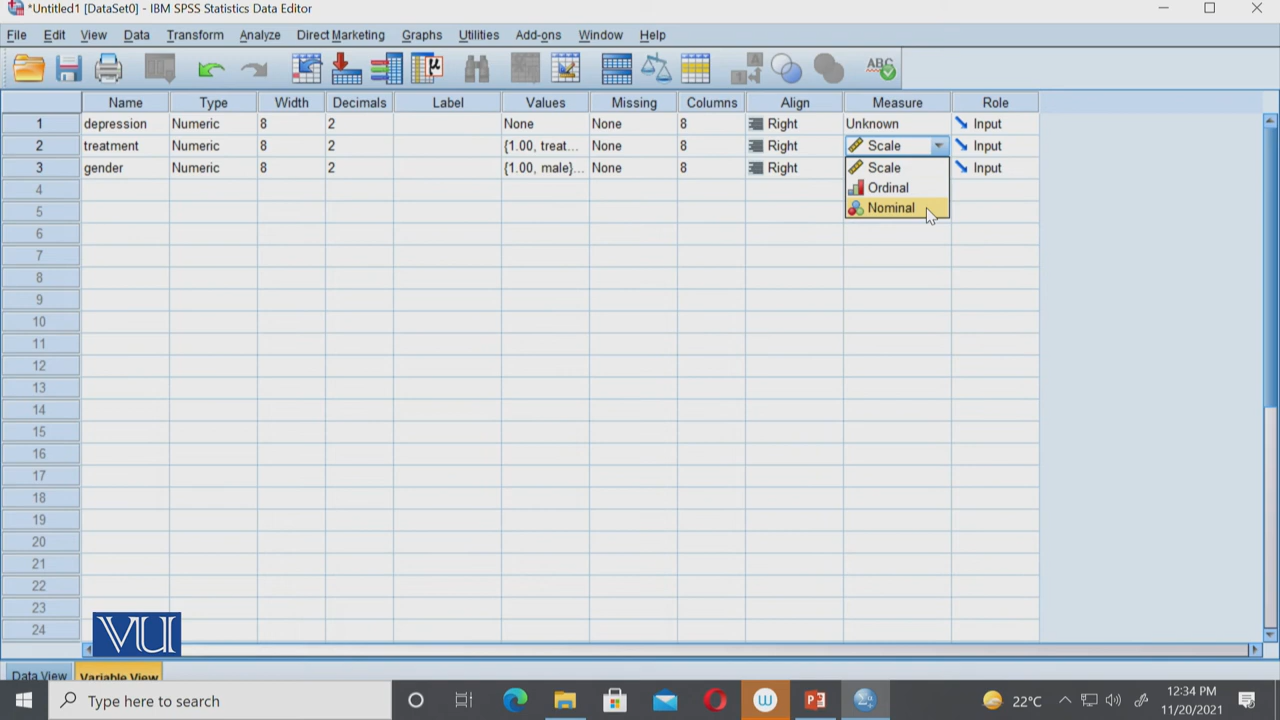 *Untitled1 [DataSet0] - IBM SPSS Statistics Data Editor
File Edit View Data Transform Analyze Direct Marketing Graphs Utilities Add-ons Window Help
ABC
Name Type Width Decimals Label Values Missing Columns Align Measure Role
1 depression Numeric 8 2 None None 8 Right Unknown Input
2 treatment Numeric 8 2 {1.00, treat... None 8 Right Scale Input
3 gender Numeric 8 2 {1.00, male}... None 8 Right Scale Input
4 Ordinal
5 Nominal
6
7
8
9
10
11
12
13
14
15
16
17
18
19
20
21
22
23
24
VU
Data View Variable View
Type here to search W P 22°C 12:34 PM
11/20/2021